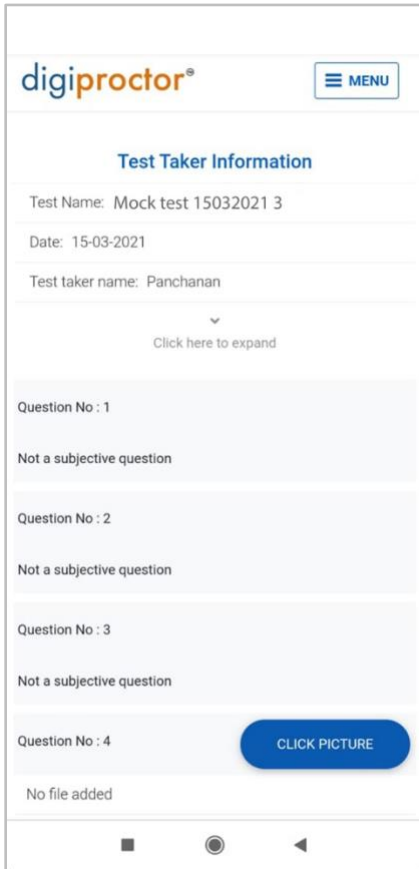 digiproctor®
MENU
Test Taker Information
Test Name: Mock test 15032021 3
Date: 15-03-2021
Test taker name: Panchanan
Click here to expand
Question No : 1
Not a subjective question
Question No : 2
Not a subjective question
Question No : 3
Not a subjective question
Question No : 4
CLICK PICTURE
No file added